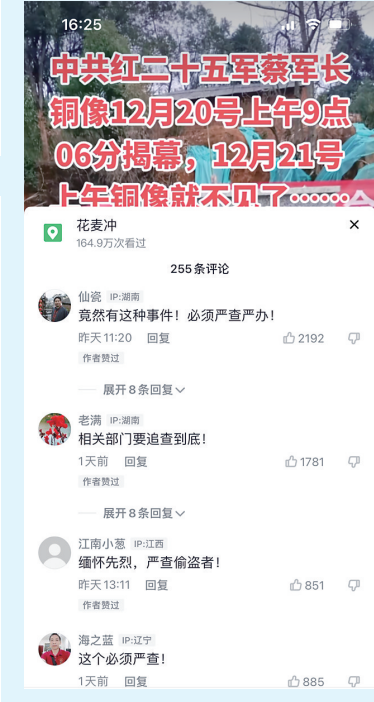 16:25
中共红二十五军蔡军长
铜像12月20号上午9点
06分揭幕，12月21号
上午铜像就不见了……
花麦冲
164.9万次看过
255条评论
仙瓷 IP:湖南
竟然有这种事件！必须严查严办！
昨天11:20 回复 2192
作者赞过
展开8条回复
老满 IP:湖南
相关部门要追查到底！
1天前 回复 1781
作者赞过
展开8条回复
江南小葱 IP:江西
缅怀先烈，严查偷盗者！
昨天13:11 回复 851
作者赞过
海之蓝 IP:辽宁
这个必须严查！
1天前 回复 885